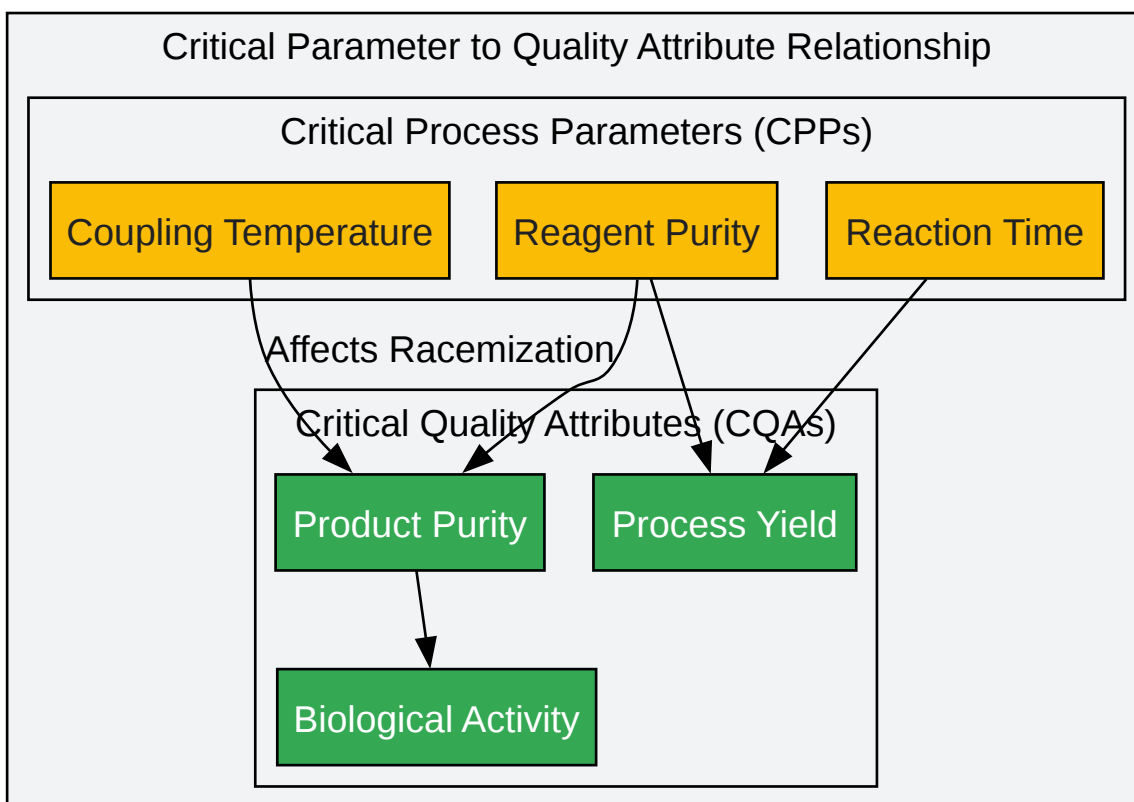 Critical Parameter to Quality Attribute Relationship
Critical Process Parameters (CPPs)
Coupling Temperature
Reagent Purity
Reaction Time
Affects Racemization
Critical Quality Attributes (CQAs)
Product Purity
Process Yield
Biological Activity